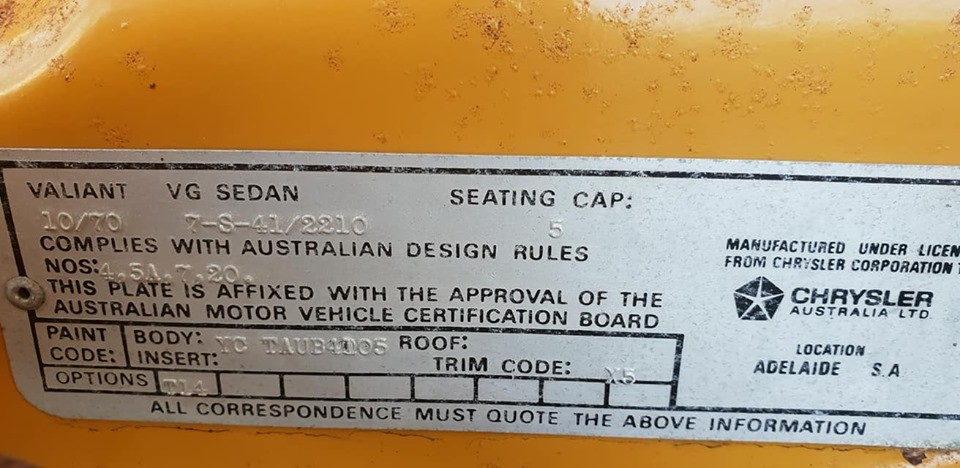 VALIANT VG SEDAN SEATING CAP:
10/70 7-S-41/2210 5
COMPLIES WITH AUSTRALIAN DESIGN RULES
NOS: 4.5A.7.20.
THIS PLATE IS AFFIXED WITH THE APPROVAL OF THE
AUSTRALIAN MOTOR VEHICLE CERTIFICATION BOARD
MANUFACTURED UNDER LICEN
FROM CHRYSLER CORPORATION
CHRYSLER
AUSTRALIA LTD.
LOCATION
ADELAIDE S.A
PAINT BODY: YC ROOF:
CODE: INSERT: TRIM CODE:
OPTIONS T14
ALL CORRESPONDENCE MUST QUOTE THE ABOVE INFORMATION